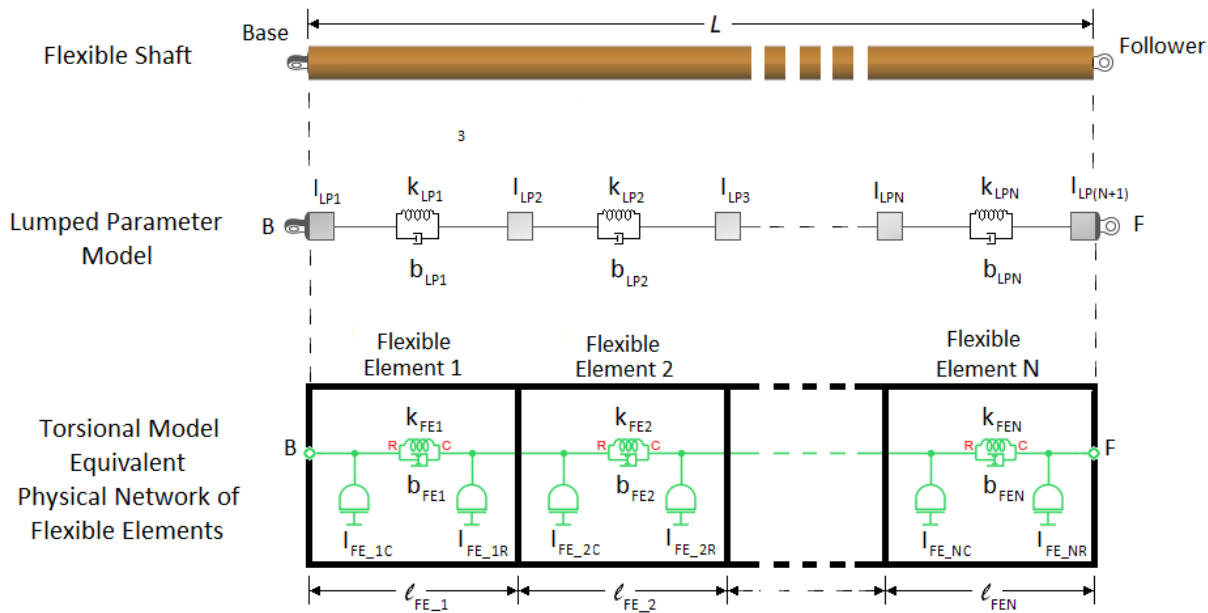 L
Base
Flexible Shaft
Follower
3
I_LP1 k_LP1 I_LP2 k_LP2 I_LP3 I_LPN k_LPN I_LP(N+1)
Lumped Parameter
Model
B
F
b_LP1 b_LP2 b_LPN
Flexible
Element 1
Flexible
Element 2
Flexible
Element N
Torsional Model
Equivalent
Physical Network of
Flexible Elements
k_FE1 k_FE2 k_FEN
B R C R C R C F
b_FE1 b_FE2 b_FEN
I_FE_1C I_FE_1R I_FE_2C I_FE_2R I_FE_NC I_FE_NR
ℓ_FE_1 ℓ_FE_2 ℓ_FEN